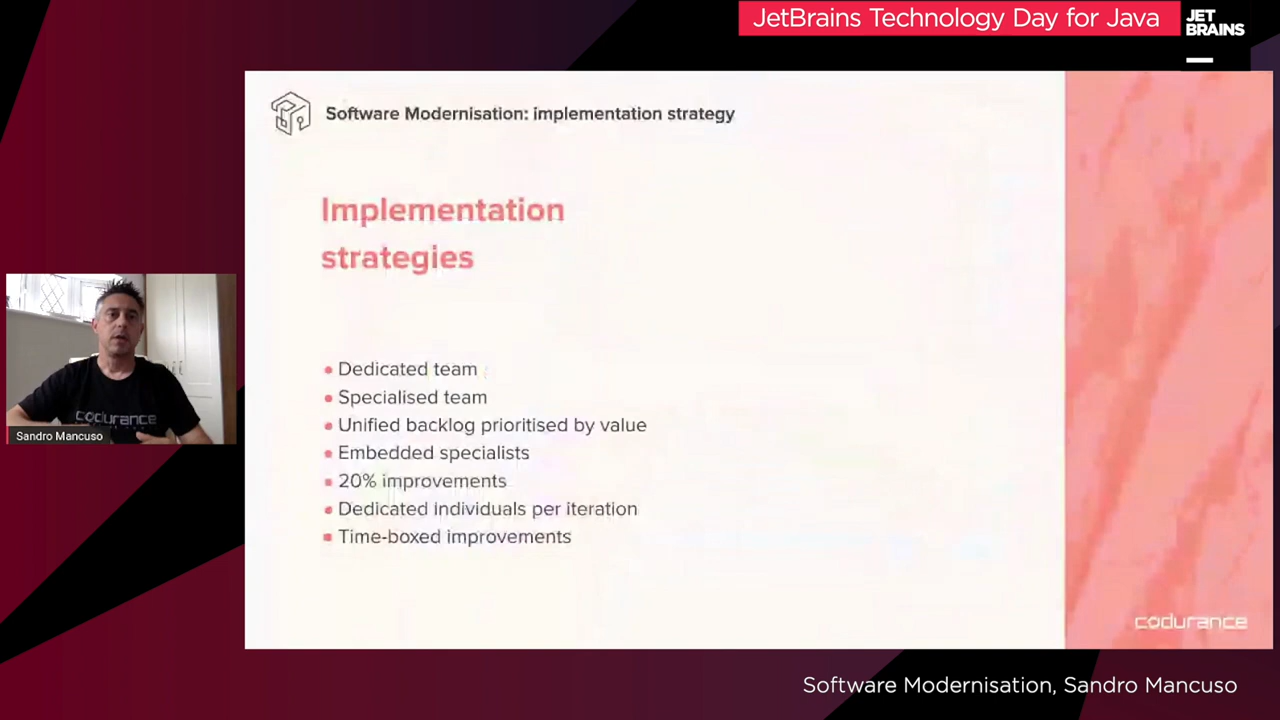 JetBrains Technology Day for Java
JET
BRAINS
Software Modernisation: implementation strategy
Implementation
strategies
Dedicated team
Specialised team
Unified backlog prioritised by value
Embedded specialists
20% improvements
Dedicated individuals per iteration
Time-boxed improvements
codurance
Sandro Mancuso
codurance
Software Modernisation, Sandro Mancuso